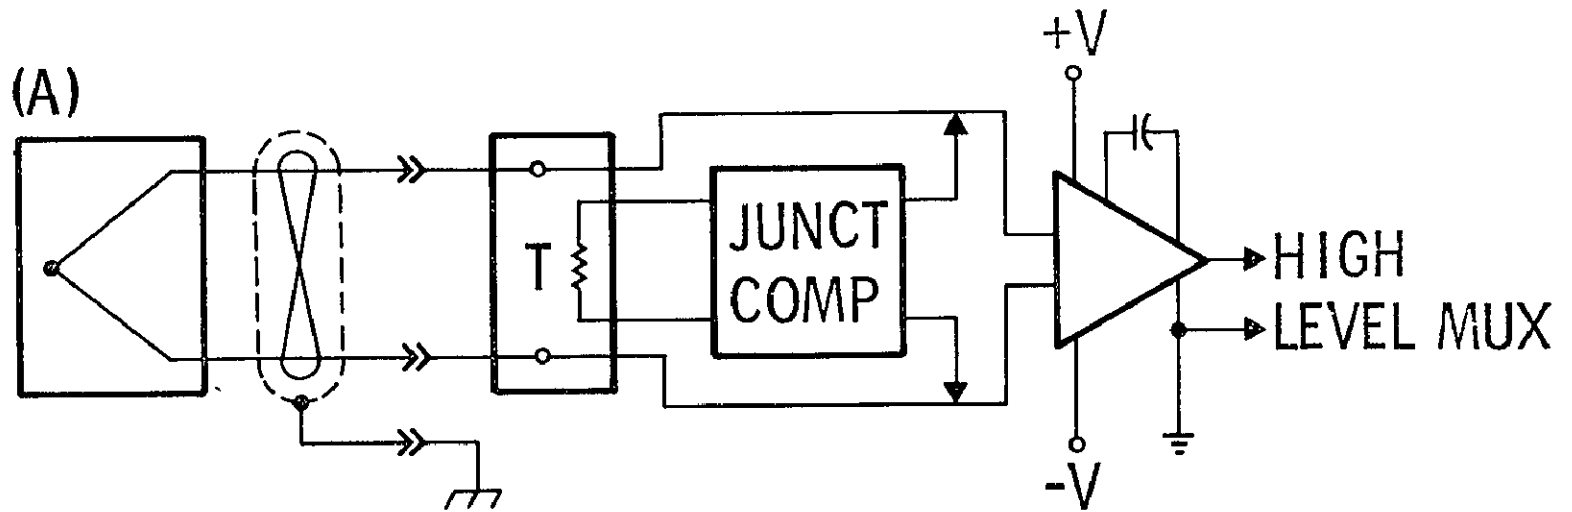 +V
(A)
T
JUNCT
COMP
HIGH
LEVEL MUX
-V